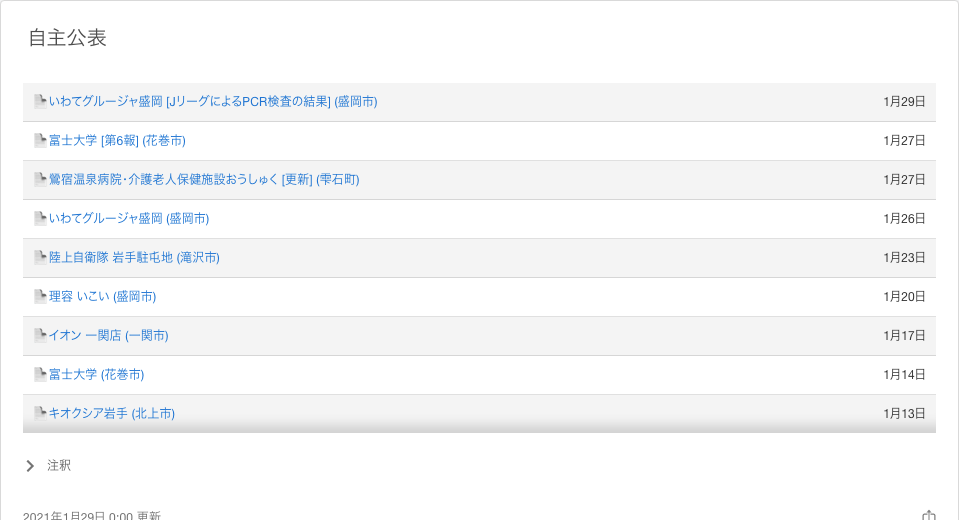 自主公表
いわてグルージャ盛岡 [JリーグによるPCR検査の結果] (盛岡市) 1月29日
富士大学 [第6報] (花巻市) 1月27日
鶯宿温泉病院･介護老人保健施設おうしゅく [更新] (雫石町) 1月27日
いわてグルージャ盛岡 (盛岡市) 1月26日
陸上自衛隊 岩手駐屯地 (滝沢市) 1月23日
理容 いこい (盛岡市) 1月20日
イオン 一関店 (一関市) 1月17日
富士大学 (花巻市) 1月14日
キオクシア岩手 (北上市) 1月13日
注釈
2021年1月29日 0:00 更新